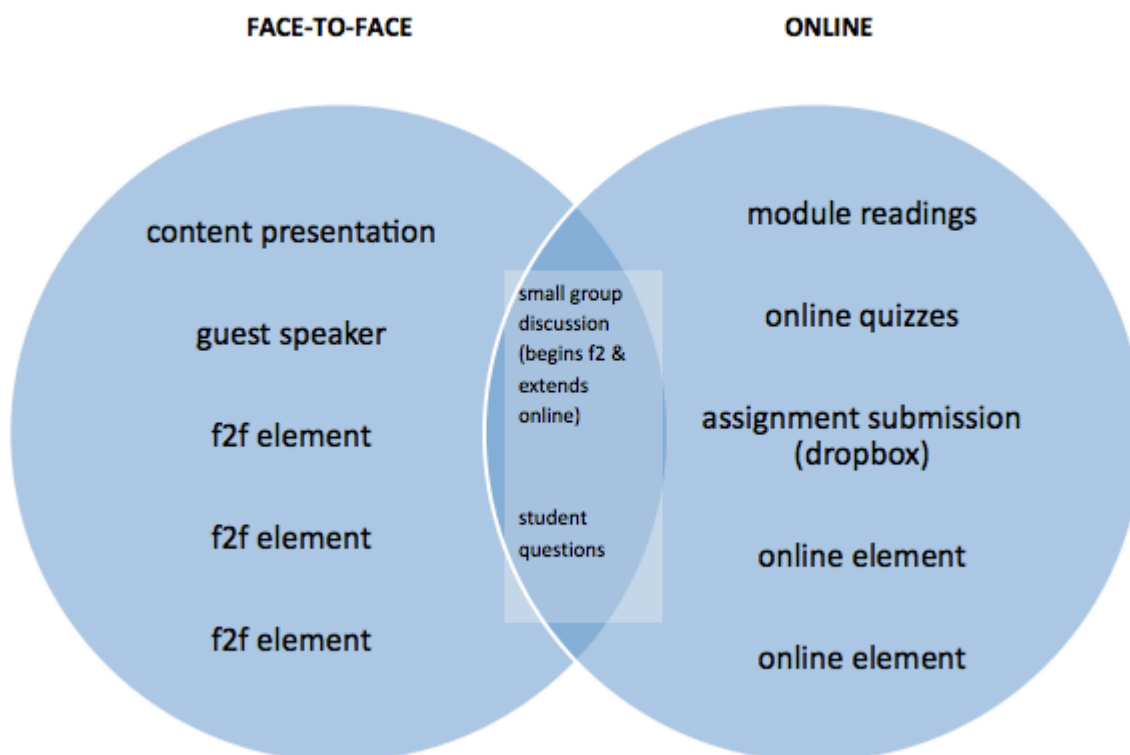 FACE-TO-FACE
ONLINE
content presentation
guest speaker
f2f element
f2f element
f2f element
small group
discussion
(begins f2 &
extends
online)
student
questions
module readings
online quizzes
assignment submission
(dropbox)
online element
online element